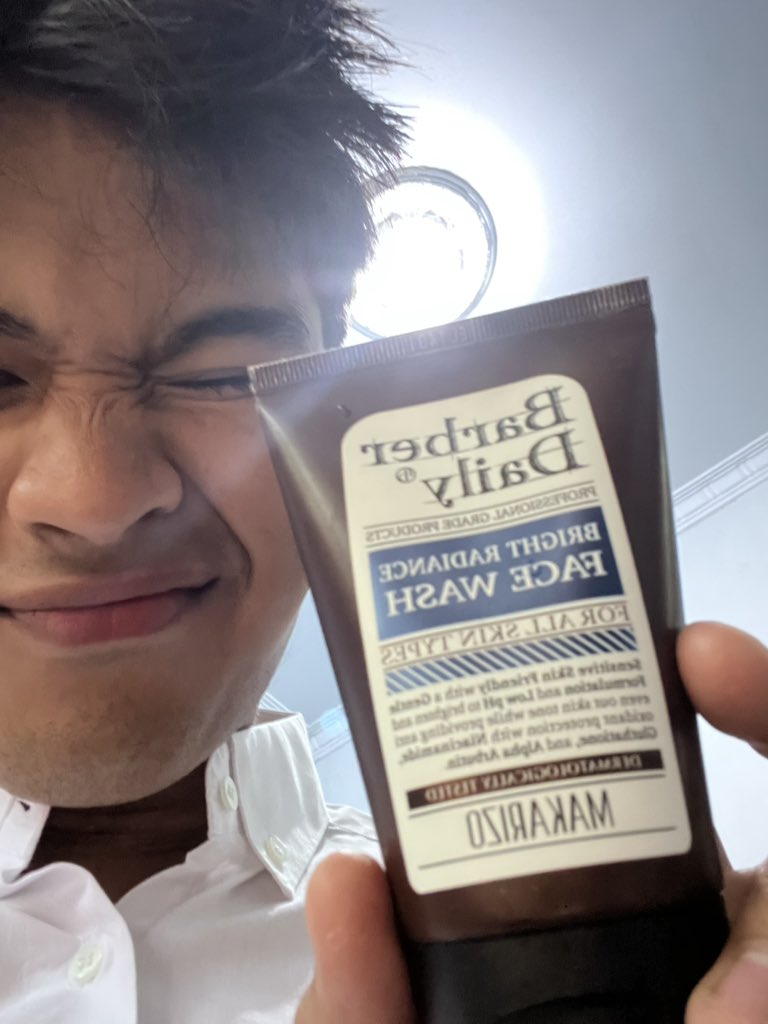 Barber
Daily ®
PROFESSIONAL GRADE PRODUCTS
BRIGHT RADIANCE
FACE WASH
FOR ALL SKIN TYPES
Sensitive Skin Friendly with a Gentle
Formulation and Low pH to brighten and
even out skin tone while providing anti
oxidant protection with Niacinamide,
Gluthatione, and Alpha Arbutin.
DERMATOLOGICALLY TESTED
MAKARIZO